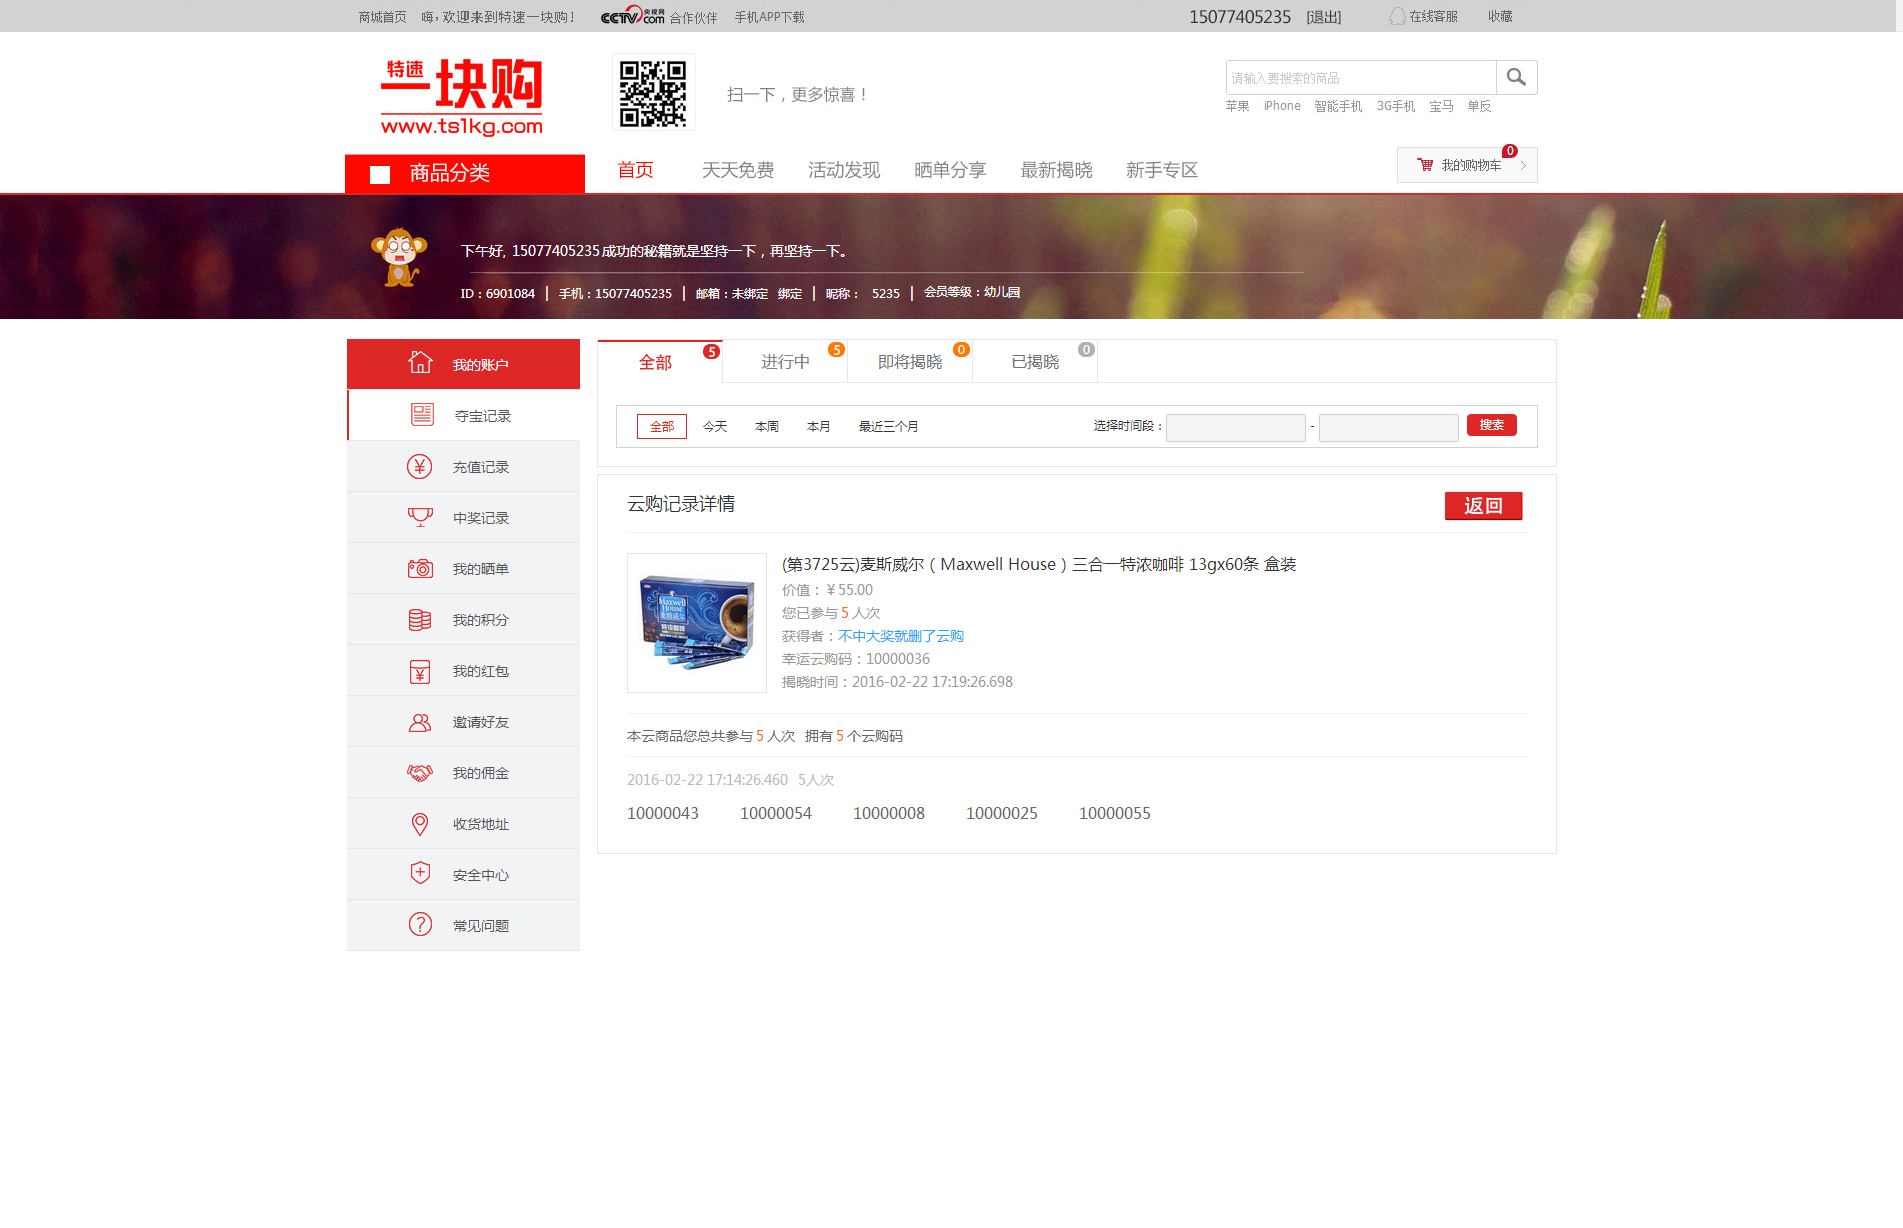 商城首页 嗨，欢迎来到特速一块购！ CCTV.com 央视网 合作伙伴 手机APP下载 15077405235 [退出] 在线客服 收藏
特速
一块购
www.ts1kg.com
扫一下，更多惊喜！
请输入要搜索的商品
苹果 iPhone 智能手机 3G手机 宝马 单反
商品分类 首页 天天免费 活动发现 晒单分享 最新揭晓 新手专区 我的购物车 0
下午好, 15077405235 成功的秘籍就是坚持一下，再坚持一下。
ID：6901084 | 手机：15077405235 | 邮箱：未绑定 绑定 | 昵称： 5235 | 会员等级：幼儿园
我的账户
夺宝记录
充值记录
中奖记录
我的晒单
我的积分
我的红包
邀请好友
我的佣金
收货地址
安全中心
常见问题
全部 5 进行中 5 即将揭晓 0 已揭晓 0
全部 今天 本周 本月 最近三个月 选择时间段： - 搜索
云购记录详情 返回
Maxwell House
麦斯威尔
特浓咖啡
(第3725云)麦斯威尔（Maxwell House）三合一特浓咖啡 13gx60条 盒装
价值：￥55.00
您已参与 5 人次
获得者：不中大奖就删了云购
幸运云购码：10000036
揭晓时间：2016-02-22 17:19:26.698
本云商品您总共参与 5 人次 拥有 5 个云购码
2016-02-22 17:14:26.460 5人次
10000043 10000054 10000008 10000025 10000055